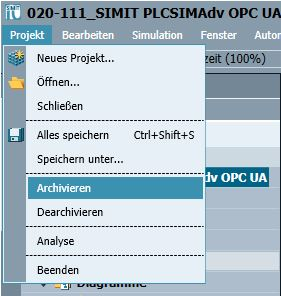 SIMIT
020-111_SIMIT PLCSIMAdv OPC UA
Projekt Bearbeiten Simulation Fenster Autor
Neues Projekt...
zeit (100%)
Öffnen...
Schließen
Alles speichern Ctrl+Shift+S
Speichern unter...
Archivieren
dv OPC UA
Dearchivieren
Analyse
Beenden
Diagramme